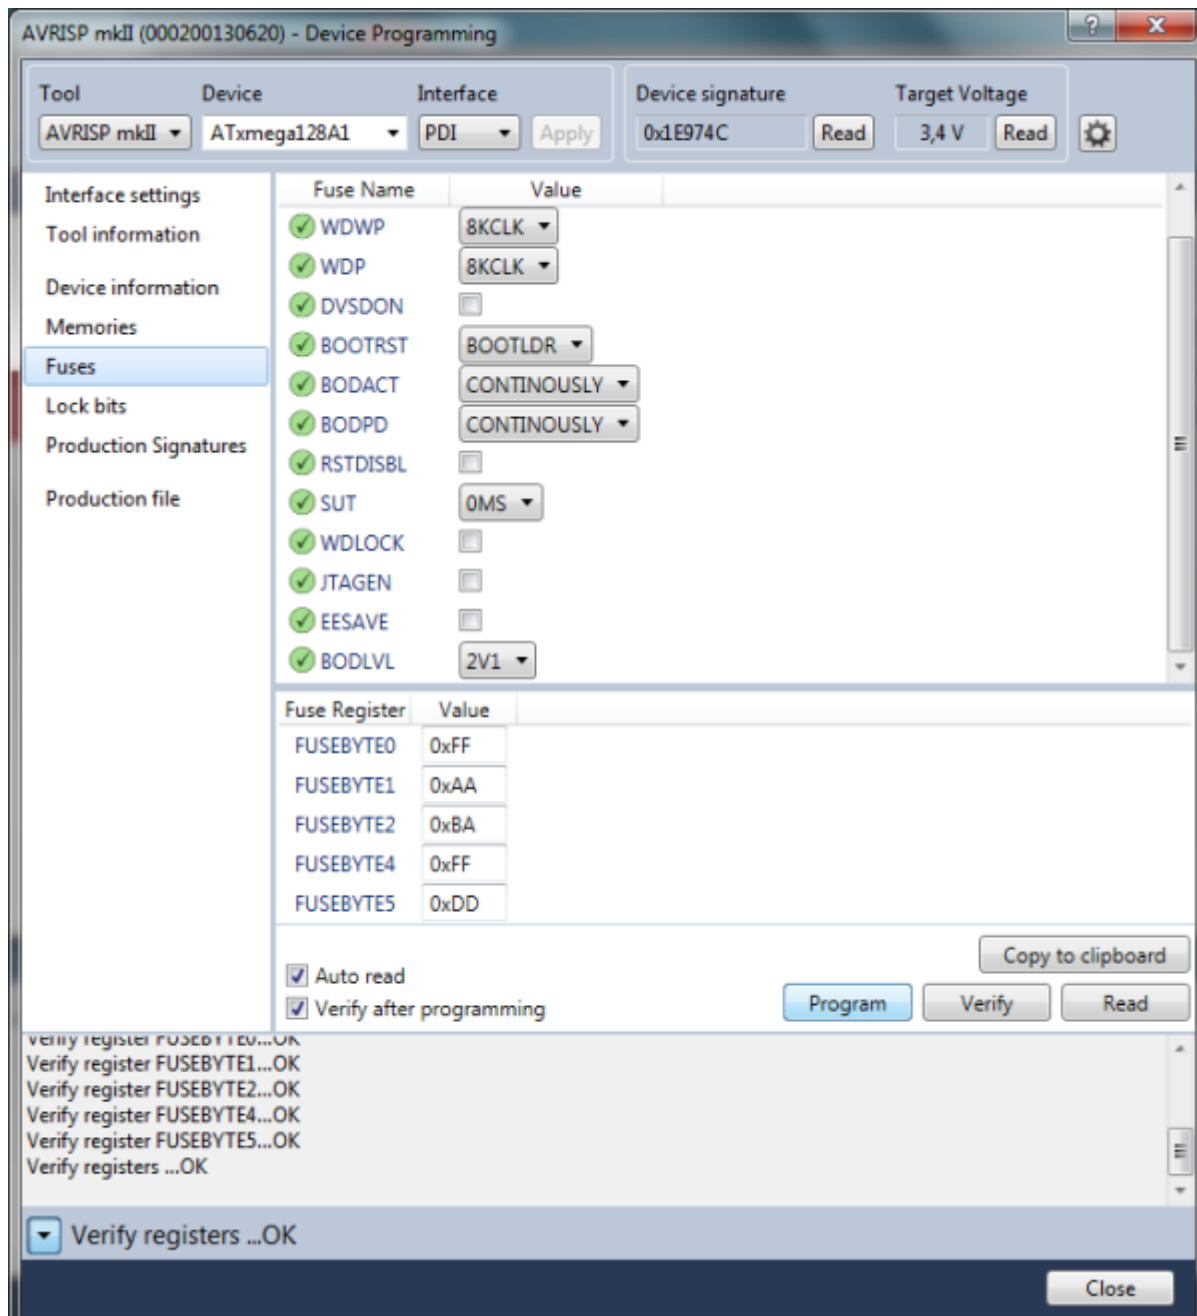 AVRISP mkII (000200130620) - Device Programming
Tool Device Interface Device signature Target Voltage
AVRISP mkII ATxmega128A1 PDI Apply 0x1E974C Read 3,4 V Read
Interface settings
Tool information
Device information
Memories
Fuses
Lock bits
Production Signatures
Production file
Fuse Name Value
WDWP 8KCLK
WDP 8KCLK
DVSDON
BOOTRST BOOTLDR
BODACT CONTINOUSLY
BODPD CONTINOUSLY
RSTDISBL
SUT 0MS
WDLOCK
JTAGEN
EESAVE
BODLVL 2V1
Fuse Register Value
FUSEBYTE0 0xFF
FUSEBYTE1 0xAA
FUSEBYTE2 0xBA
FUSEBYTE4 0xFF
FUSEBYTE5 0xDD
Copy to clipboard
Auto read
Verify after programming
Program Verify Read
Verify register FUSEBYTE0...OK
Verify register FUSEBYTE1...OK
Verify register FUSEBYTE2...OK
Verify register FUSEBYTE4...OK
Verify register FUSEBYTE5...OK
Verify registers ...OK
Verify registers ...OK
Close